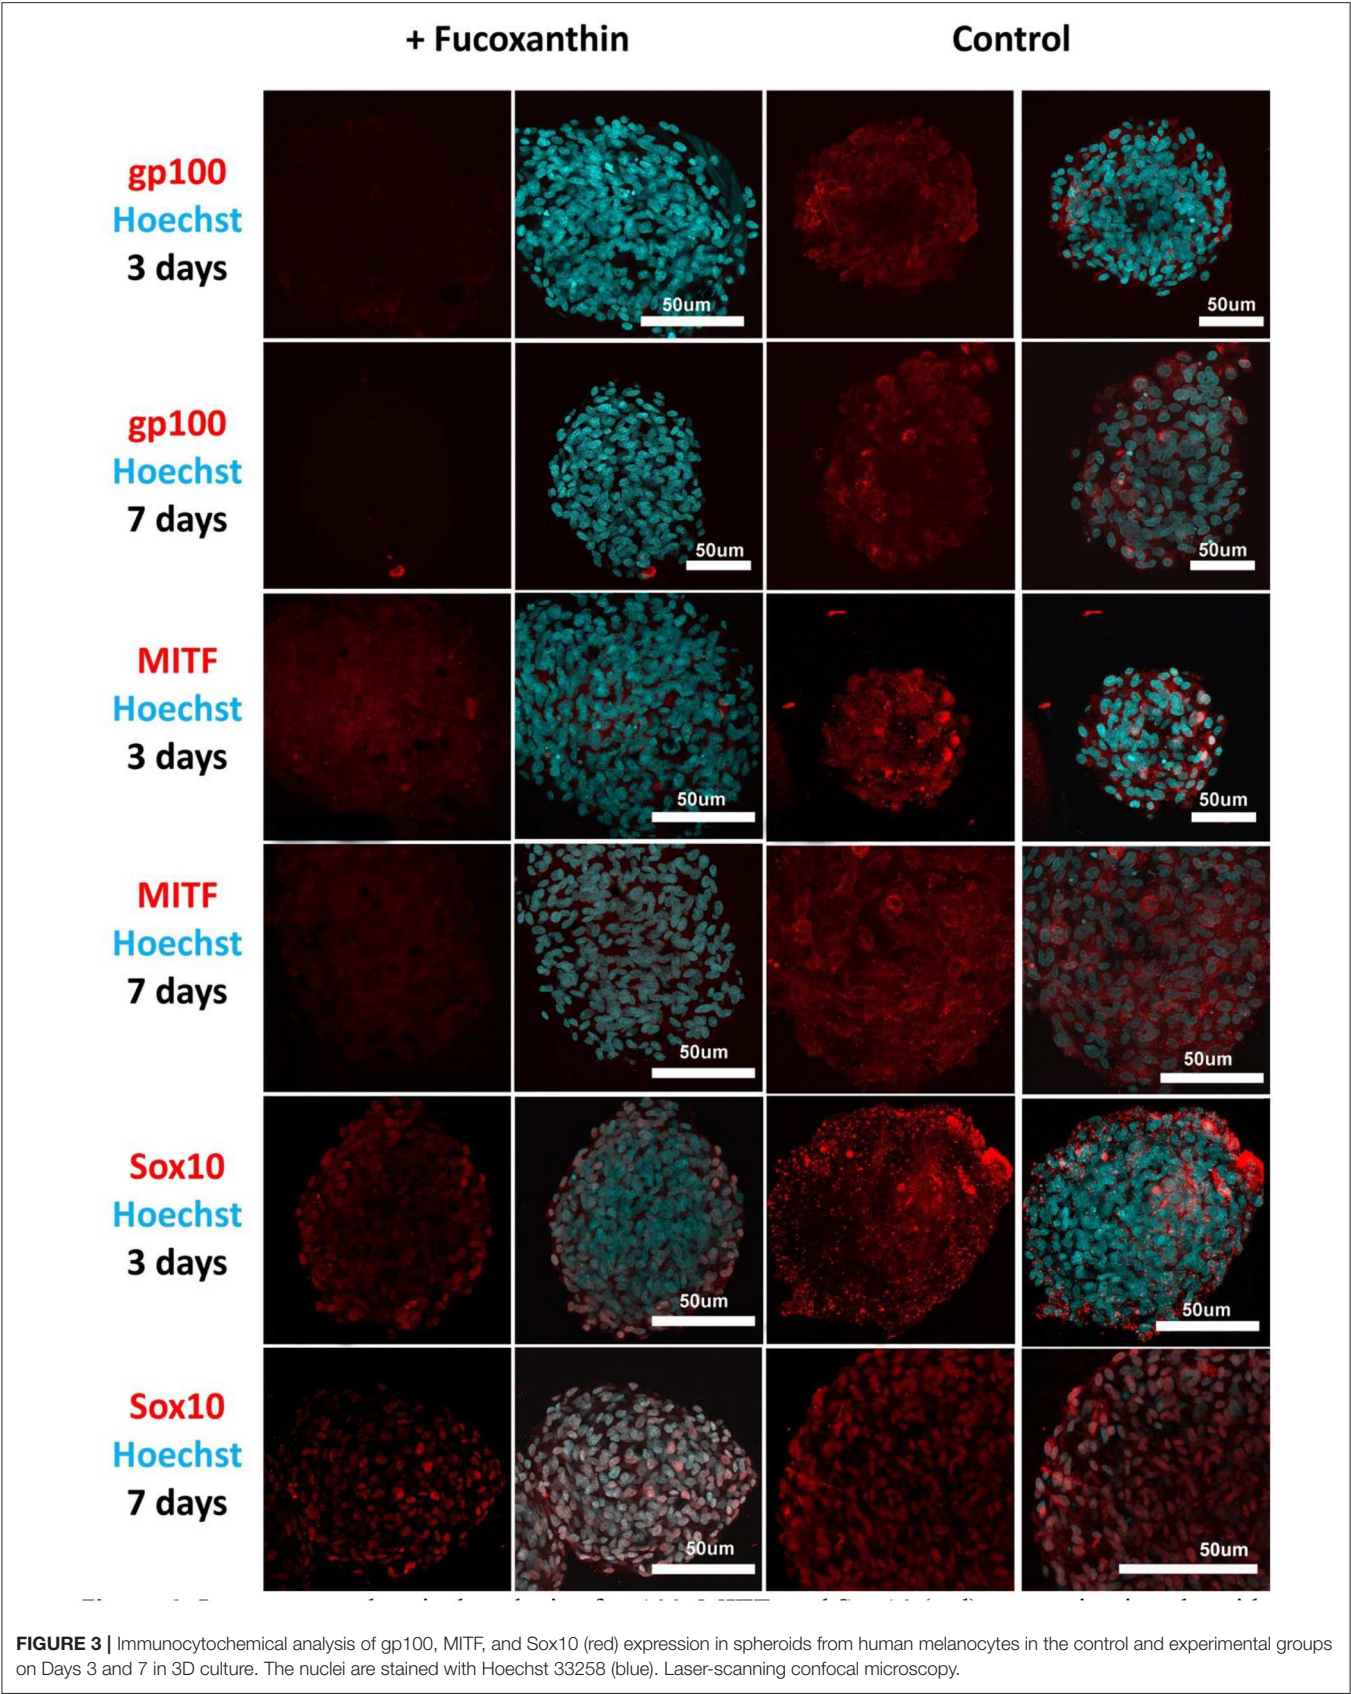 + Fucoxanthin
Control
gp100
Hoechst
3 days
50um
50um
gp100
Hoechst
7 days
50um
50um
MITF
Hoechst
3 days
50um
50um
MITF
Hoechst
7 days
50um
50um
Sox10
Hoechst
3 days
50um
50um
Sox10
Hoechst
7 days
50um
50um
FIGURE 3 | Immunocytochemical analysis of gp100, MITF, and Sox10 (red) expression in spheroids from human melanocytes in the control and experimental groups
on Days 3 and 7 in 3D culture. The nuclei are stained with Hoechst 33258 (blue). Laser-scanning confocal microscopy.